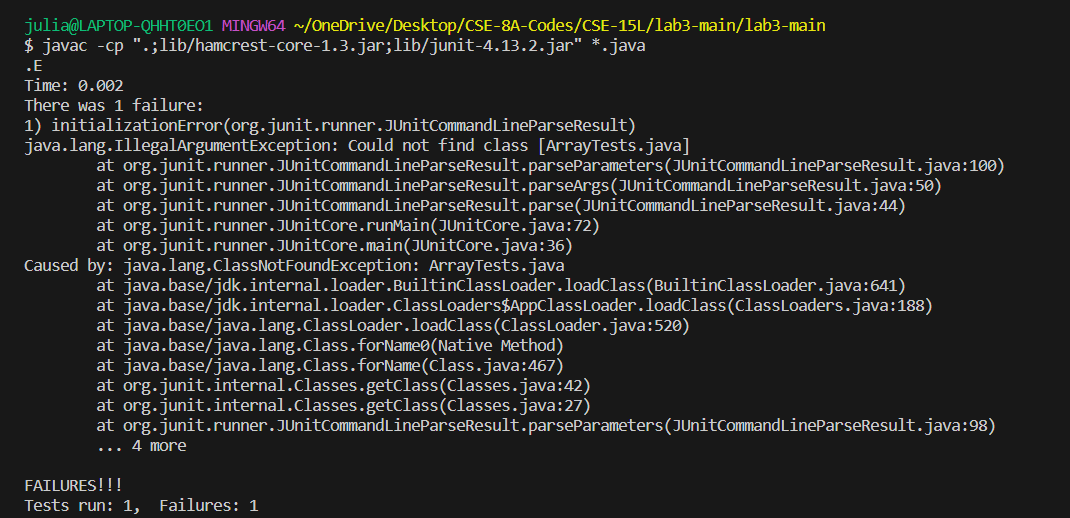 julia@LAPTOP-QHHT0EO1 MINGW64 ~/OneDrive/Desktop/CSE-8A-Codes/CSE-15L/lab3-main/lab3-main
$ javac -cp ".;lib/hamcrest-core-1.3.jar;lib/junit-4.13.2.jar" *.java
.E
Time: 0.002
There was 1 failure:
1) initializationError(org.junit.runner.JUnitCommandLineParseResult)
java.lang.IllegalArgumentException: Could not find class [ArrayTests.java]
        at org.junit.runner.JUnitCommandLineParseResult.parseParameters(JUnitCommandLineParseResult.java:100)
        at org.junit.runner.JUnitCommandLineParseResult.parseArgs(JUnitCommandLineParseResult.java:50)
        at org.junit.runner.JUnitCommandLineParseResult.parse(JUnitCommandLineParseResult.java:44)
        at org.junit.runner.JUnitCore.runMain(JUnitCore.java:72)
        at org.junit.runner.JUnitCore.main(JUnitCore.java:36)
Caused by: java.lang.ClassNotFoundException: ArrayTests.java
        at java.base/jdk.internal.loader.BuiltinClassLoader.loadClass(BuiltinClassLoader.java:641)
        at java.base/jdk.internal.loader.ClassLoaders$AppClassLoader.loadClass(ClassLoaders.java:188)
        at java.base/java.lang.ClassLoader.loadClass(ClassLoader.java:520)
        at java.base/java.lang.Class.forName0(Native Method)
        at java.base/java.lang.Class.forName(Class.java:467)
        at org.junit.internal.Classes.getClass(Classes.java:42)
        at org.junit.internal.Classes.getClass(Classes.java:27)
        at org.junit.runner.JUnitCommandLineParseResult.parseParameters(JUnitCommandLineParseResult.java:98)
        ... 4 more

FAILURES!!!
Tests run: 1,  Failures: 1